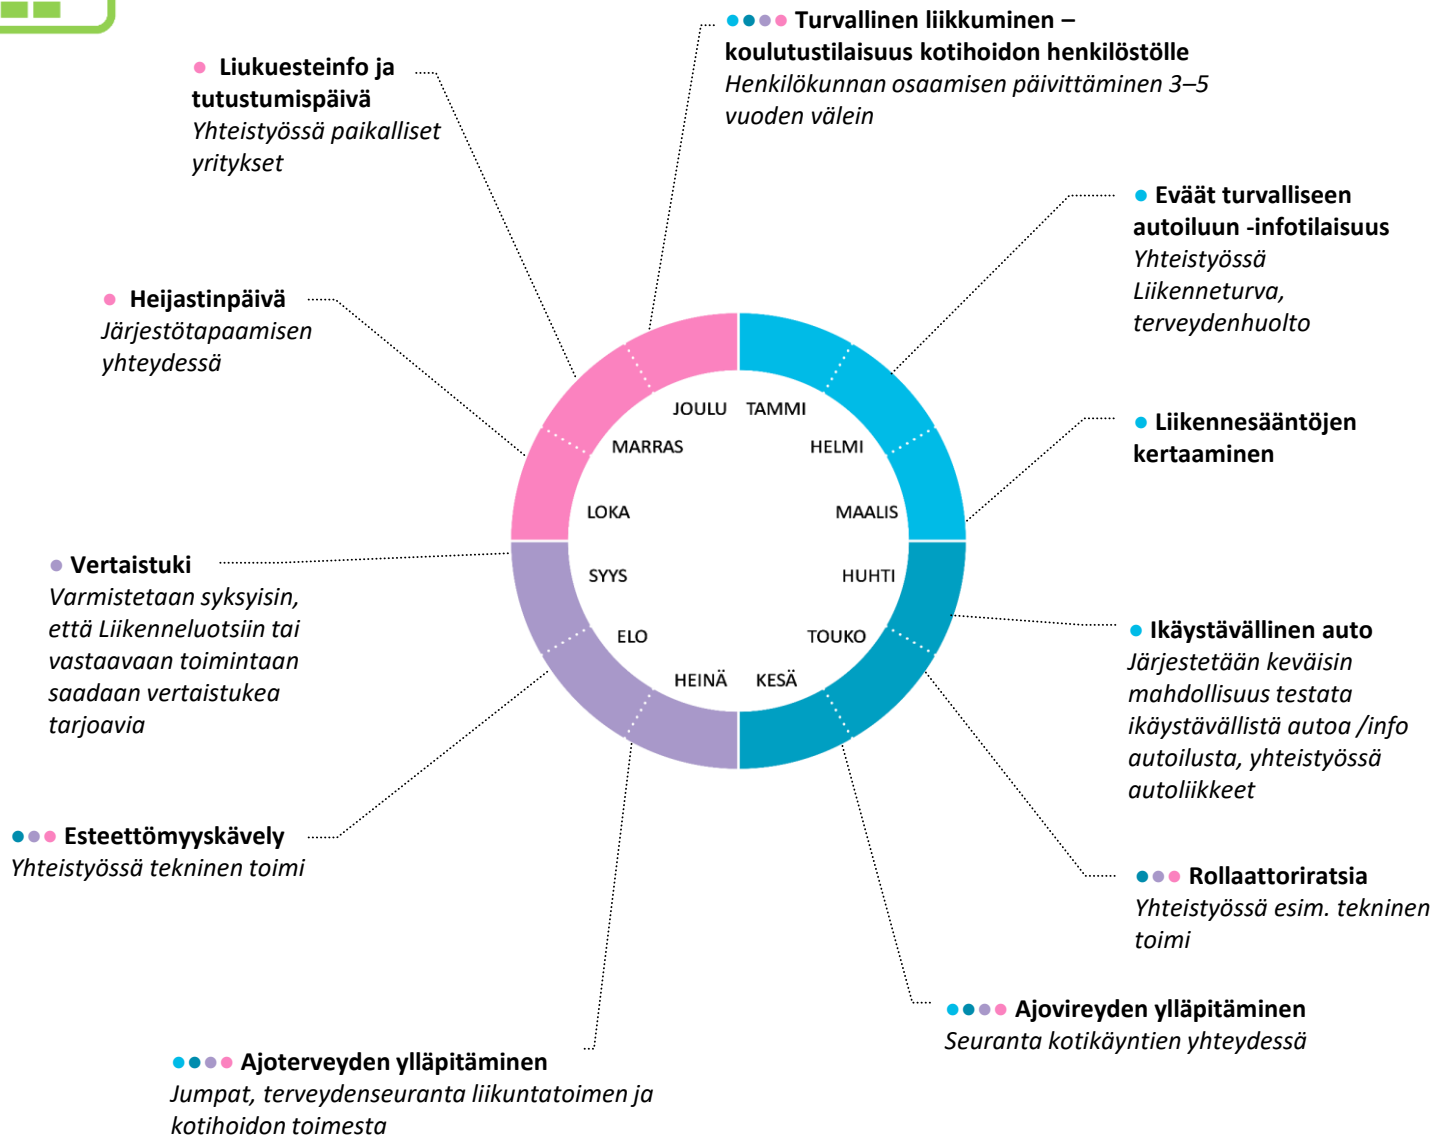 Turvallinen liikkuminen –
koulutustilaisuus kotihoidon henkilöstölle
Henkilökunnan osaamisen päivittäminen 3–5
vuoden välein
Liukuesteinfo ja
tutustumispäivä
Yhteistyössä paikalliset
yritykset
Eväät turvalliseen
autoiluun -infotilaisuus
Yhteistyössä
Liikenneturva,
terveydenhuolto
Heijastinpäivä
Järjestötapaamisen
yhteydessä
Liikennesääntöjen
kertaaminen
JOULU
TAMMI
MARRAS
HELMI
LOKA
MAALIS
SYYS
HUHTI
ELO
TOUKO
HEINÄ
KESÄ
Vertaistuki
Varmistetaan syksyisin,
että Liikenneluotsiin tai
vastaavaan toimintaan
saadaan vertaistukea
tarjoavia
Ikäystävällinen auto
Järjestetään keväisin
mahdollisuus testata
ikäystävällistä autoa /info
autoilusta, yhteistyössä
autoliikkeet
Esteettömyyskävely
Yhteistyössä tekninen toimi
Rollaattoriratsia
Yhteistyössä esim. tekninen
toimi
Ajovireyden ylläpitäminen
Seuranta kotikäyntien yhteydessä
Ajoterveyden ylläpitäminen
Jumpat, terveydenseuranta liikuntatoimen ja
kotihoidon toimesta